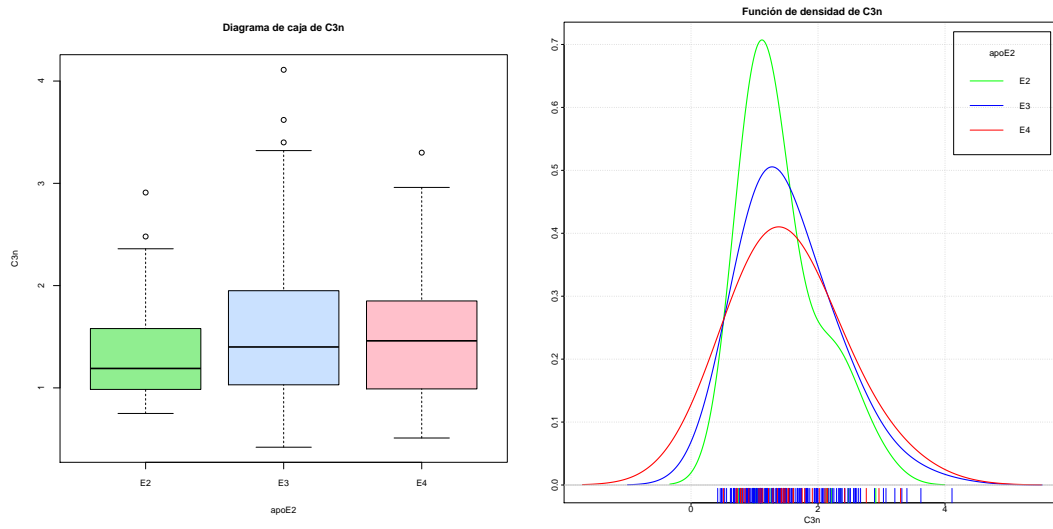 Diagrama de caja de C3n
4
3
2
1
C3n
E2 E3 E4
apoE2
Función de densidad de C3n
0.7
0.6
0.5
0.4
0.3
0.2
0.1
0.0
0 2 4
C3n
apoE2
E2
E3
E4